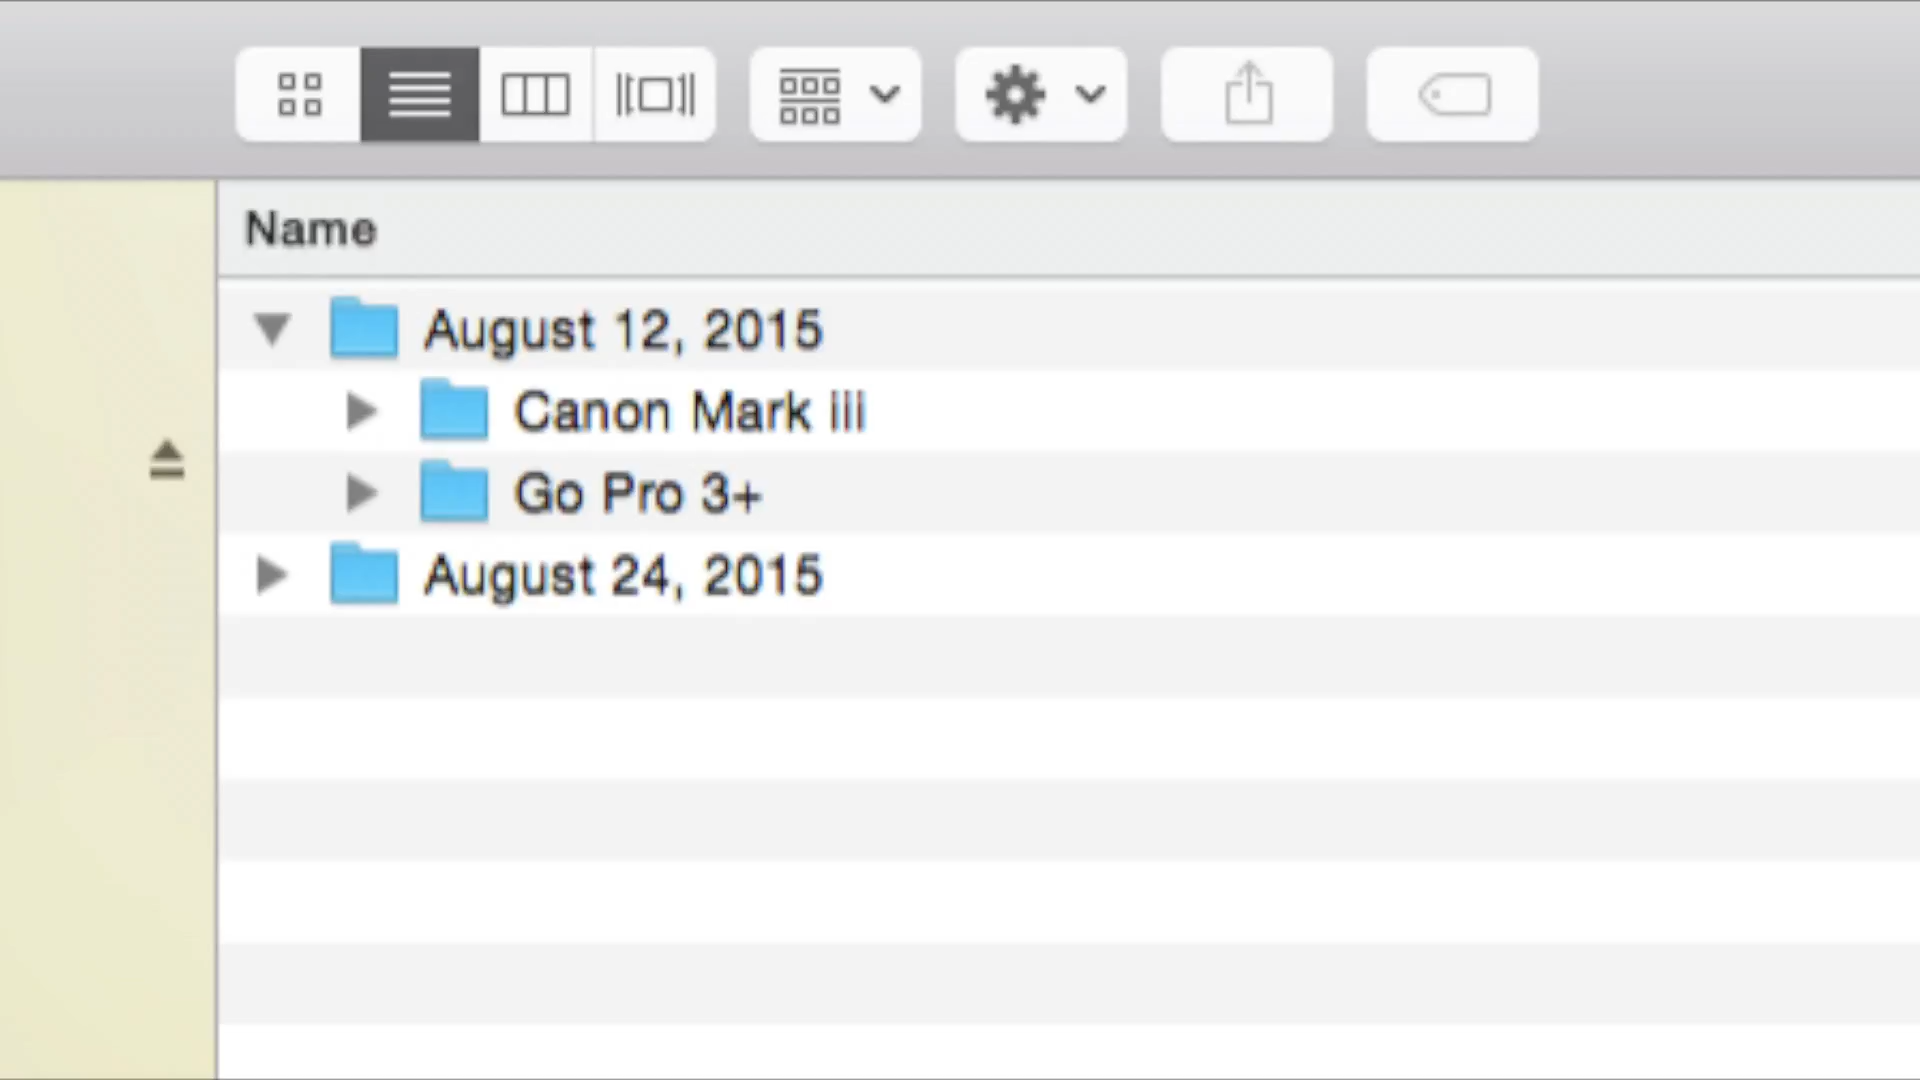 Name
August 12, 2015
Canon Mark iii
Go Pro 3+
August 24, 2015